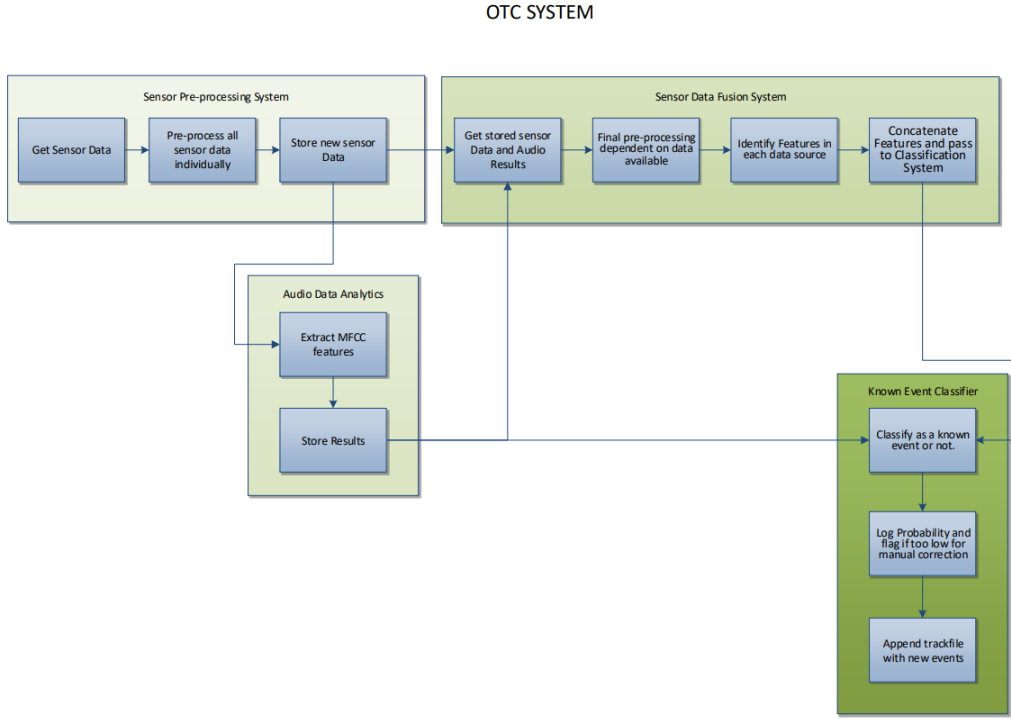 OTC SYSTEM
Sensor Pre-processing System
Get Sensor Data
Pre-process all
sensor data
individually
Store new sensor
Data
Sensor Data Fusion System
Get stored sensor
Data and Audio
Results
Final pre-processing
dependent on data
available
Identify Features in
each data source
Concatenate
Features and pass
to Classification
System
Audio Data Analytics
Extract MFCC
features
Store Results
Known Event Classifier
Classify as a known
event or not.
Log Probability and
flag if too low for
manual correction
Append trackfile
with new events